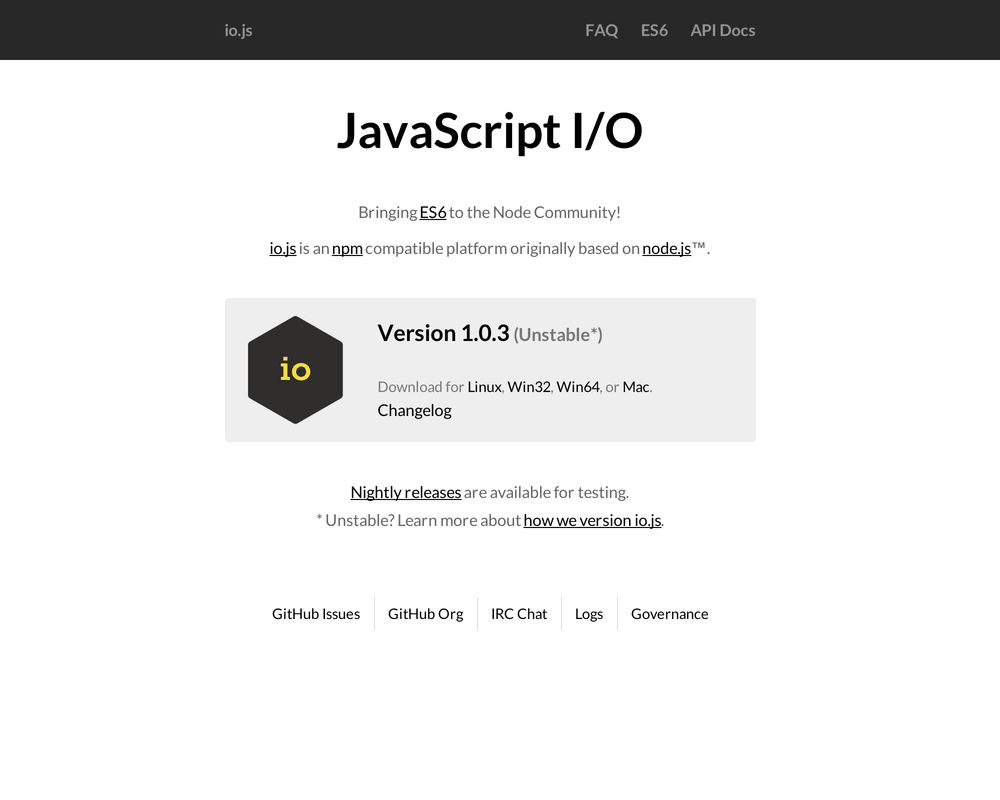 io.js FAQ ES6 API Docs
JavaScript I/O
Bringing ES6 to the Node Community!
io.js is an npm compatible platform originally based on node.js™.
io
Version 1.0.3 (Unstable*)
Download for Linux, Win32, Win64, or Mac.
Changelog
Nightly releases are available for testing.
* Unstable? Learn more about how we version io.js.
GitHub Issues GitHub Org IRC Chat Logs Governance